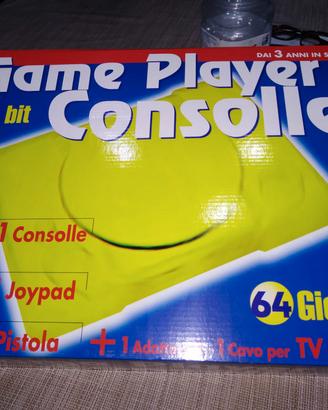 Game Player
DAI 3 ANNI IN S
bit Consolle
1 Consolle
Joypad
64 Gio
Pistola + 1 Adatt 1 Cavo per TV